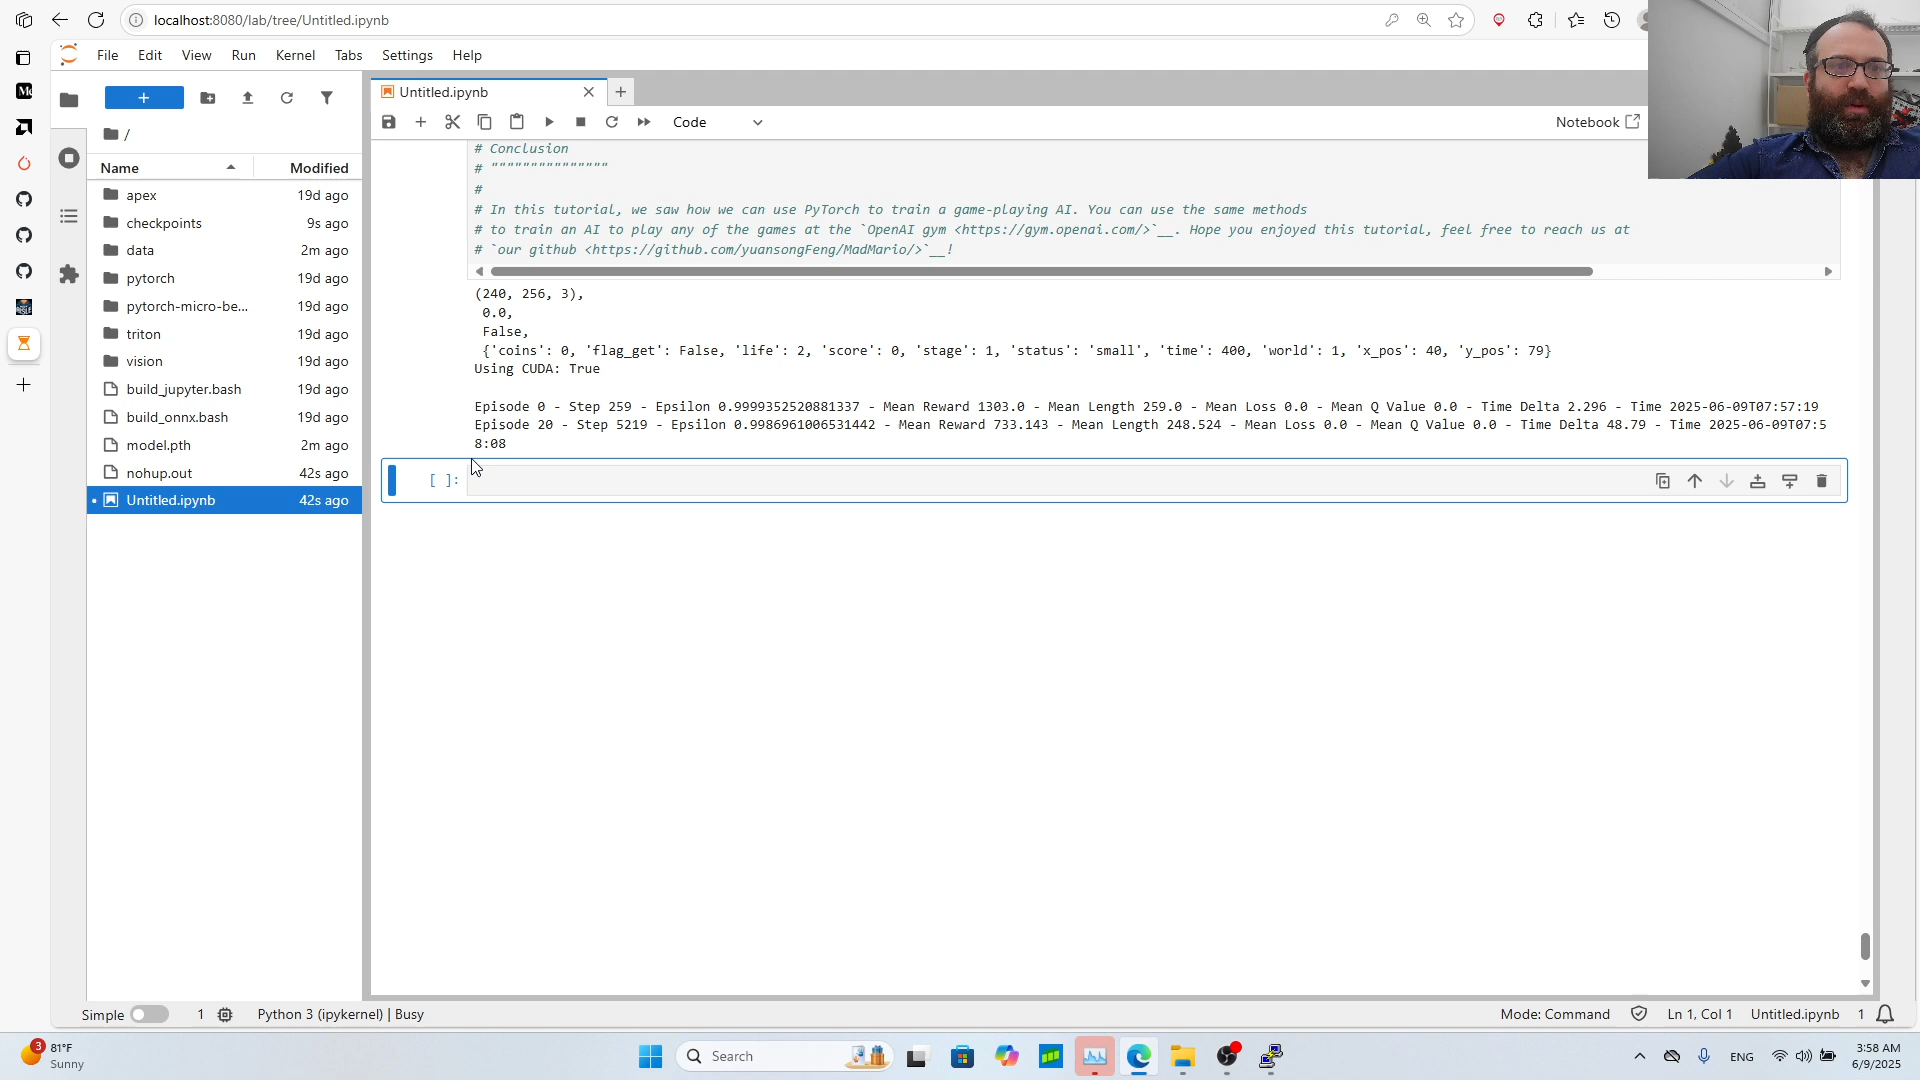 localhost:8080/lab/tree/Untitled.ipynb
File Edit View Run Kernel Tabs Settings Help
+
Untitled.ipynb
/
Code
Notebook
Name Modified
apex 19d ago
checkpoints 9s ago
data 2m ago
pytorch 19d ago
pytorch-micro-be... 19d ago
triton 19d ago
vision 19d ago
build_jupyter.bash 19d ago
build_onnx.bash 19d ago
model.pth 2m ago
nohup.out 42s ago
Untitled.ipynb 42s ago
# Conclusion
# """""""""""""""
#
# In this tutorial, we saw how we can use PyTorch to train a game-playing AI. You can use the same methods
# to train an AI to play any of the games at the `OpenAI gym <https://gym.openai.com/>`__. Hope you enjoyed this tutorial, feel free to reach us at
# `our github <https://github.com/yuansongFeng/MadMario/>`__!
(240, 256, 3),
0.0,
False,
{'coins': 0, 'flag_get': False, 'life': 2, 'score': 0, 'stage': 1, 'status': 'small', 'time': 400, 'world': 1, 'x_pos': 40, 'y_pos': 79}
Using CUDA: True
Episode 0 - Step 259 - Epsilon 0.9999352520881337 - Mean Reward 1303.0 - Mean Length 259.0 - Mean Loss 0.0 - Mean Q Value 0.0 - Time Delta 2.296 - Time 2025-06-09T07:57:19
Episode 20 - Step 5219 - Epsilon 0.9986961006531442 - Mean Reward 733.143 - Mean Length 248.524 - Mean Loss 0.0 - Mean Q Value 0.0 - Time Delta 48.79 - Time 2025-06-09T07:5
8:08
[ ]:
Simple 1 Python 3 (ipykernel) | Busy
Mode: Command Ln 1, Col 1 Untitled.ipynb 1
3
81°F
Sunny
Search
ENG
3:58 AM
6/9/2025